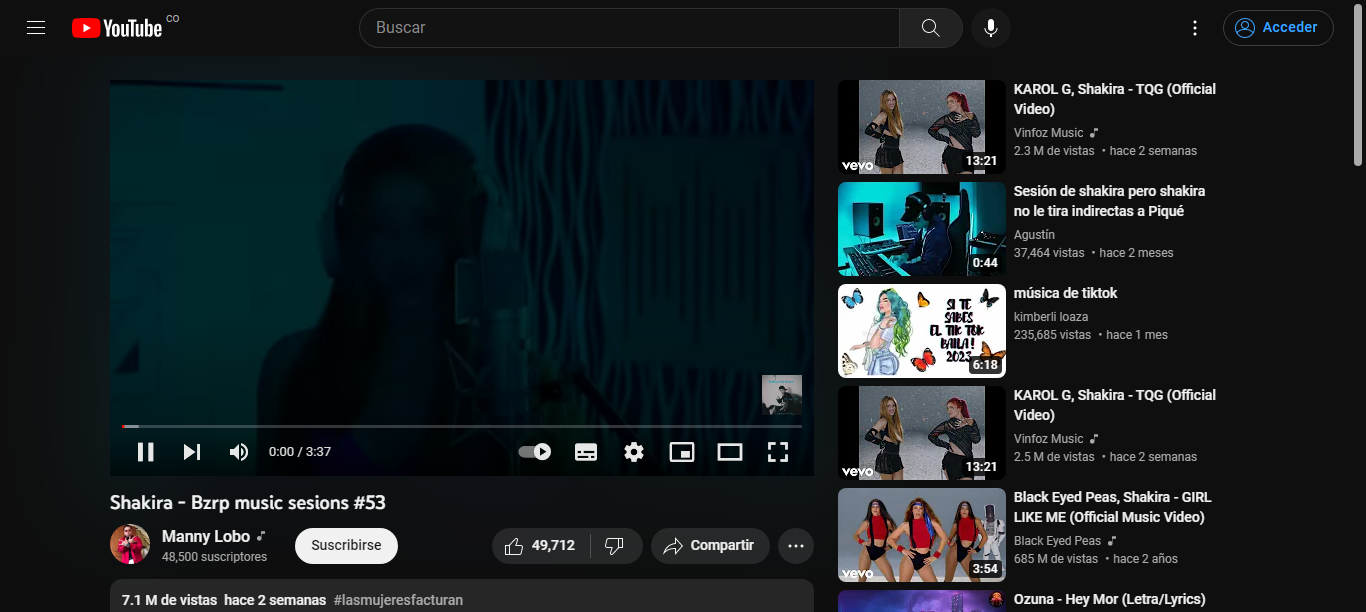 YouTube CO
Buscar
Acceder
0:00 / 3:37
Shakira - Bzrp music sesions #53
Manny Lobo
48,500 suscriptores
Suscribirse
49,712
Compartir
7.1 M de vistas hace 2 semanas #lasmujeresfacturan
vevo
13:21
KAROL G, Shakira - TQG (Official
Video)
Vinfoz Music
2.3 M de vistas • hace 2 semanas
0:44
Sesión de shakira pero shakira
no le tira indirectas a Piqué
Agustín
37,464 vistas • hace 2 meses
SI TE
SABES
EL TIK TOK
BAILA!
2023
6:18
música de tiktok
kimberli loaza
235,685 vistas • hace 1 mes
vevo
13:21
KAROL G, Shakira - TQG (Official
Video)
Vinfoz Music
2.5 M de vistas • hace 2 semanas
vevo
3:54
Black Eyed Peas, Shakira - GIRL
LIKE ME (Official Music Video)
Black Eyed Peas
685 M de vistas • hace 2 años
Ozuna - Hey Mor (Letra/Lyrics)